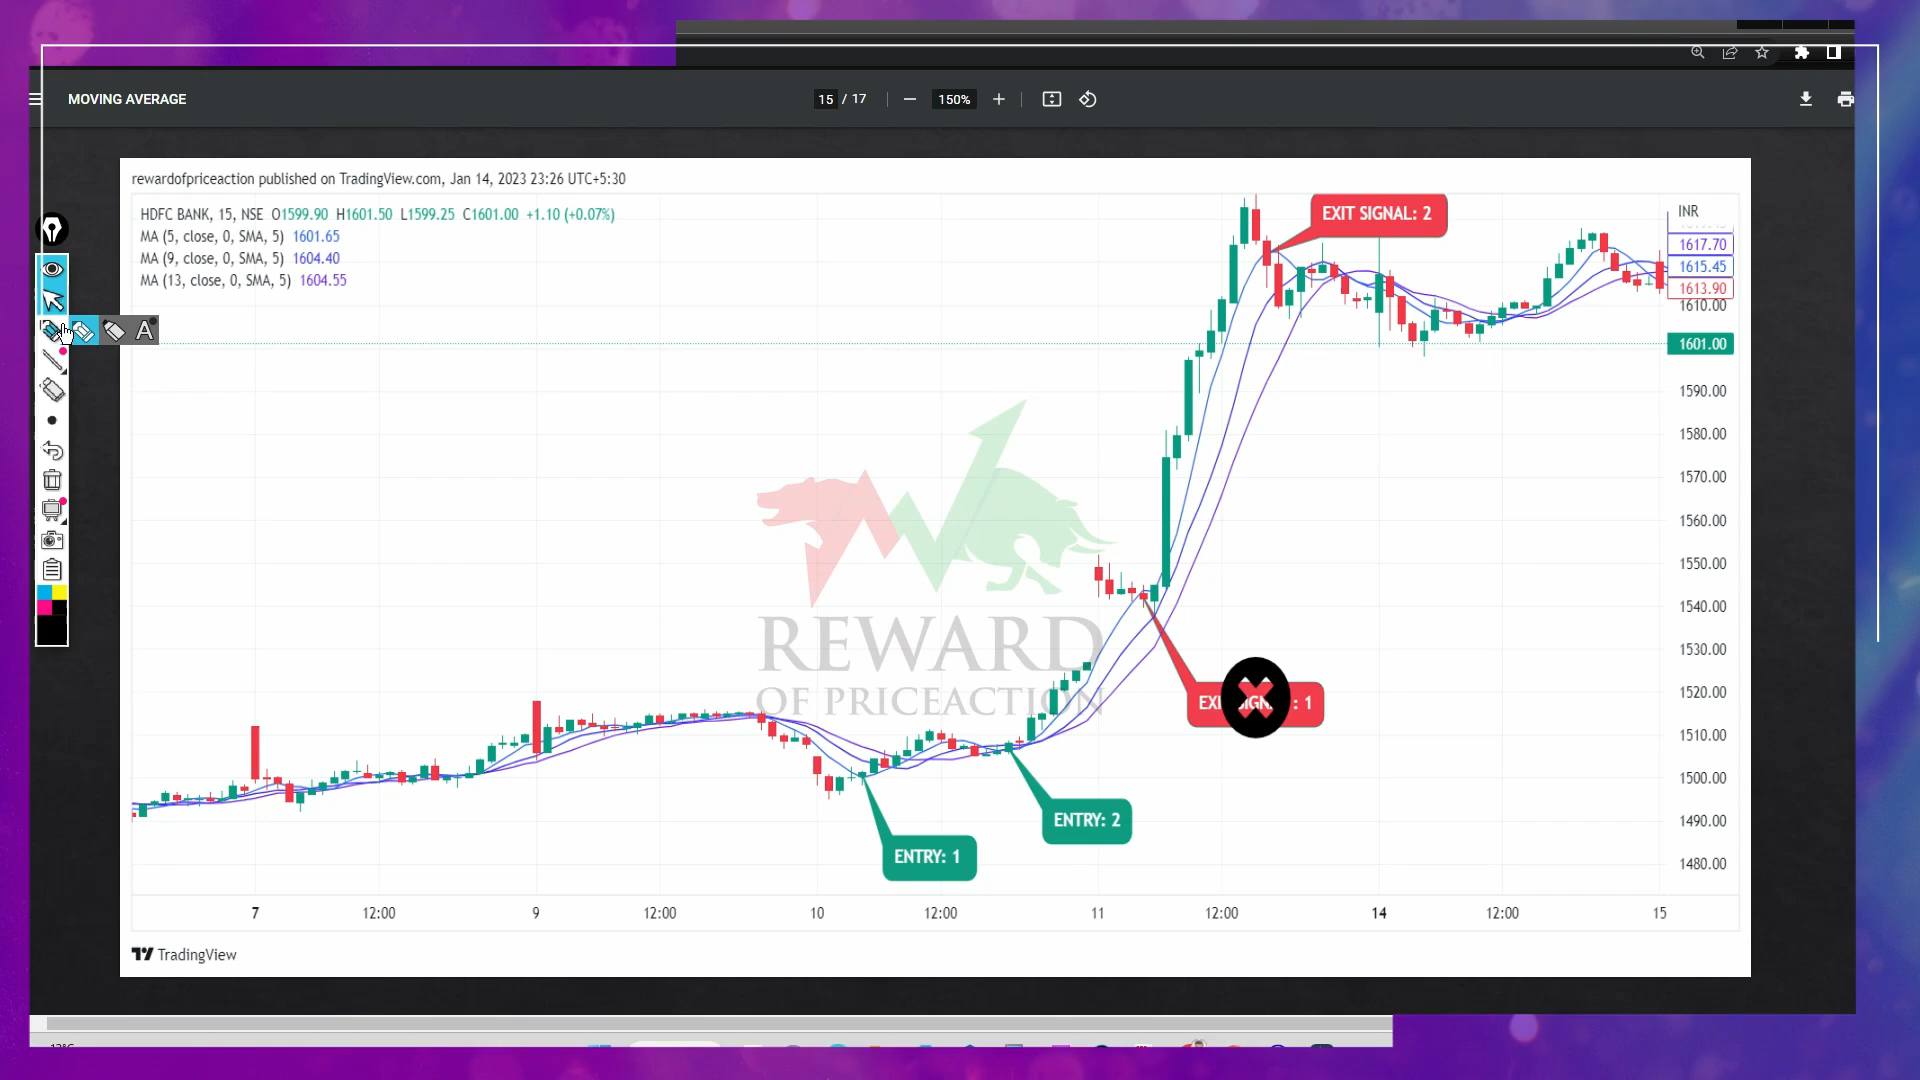 MOVING AVERAGE
15 / 17
150%
rewardofpriceaction published on TradingView.com, Jan 14, 2023 23:26 UTC+5:30
HDFC BANK, 15, NSE O1599.90 H1601.50 L1599.25 C1601.00 +1.10 (+0.07%)
MA (5, close, 0, SMA, 5) 1601.65
MA (9, close, 0, SMA, 5) 1604.40
MA (13, close, 0, SMA, 5) 1604.55
A
EXIT SIGNAL: 2
INR
1617.70
1615.45
1613.90
1610.00
1601.00
1590.00
1580.00
1570.00
1560.00
1550.00
1540.00
1530.00
1520.00
1510.00
1500.00
1490.00
1480.00
REWARD
OF PRICEACTION
: 1
ENTRY: 2
ENTRY: 1
7 12:00 9 12:00 10 12:00 11 12:00 14 12:00 15
TradingView